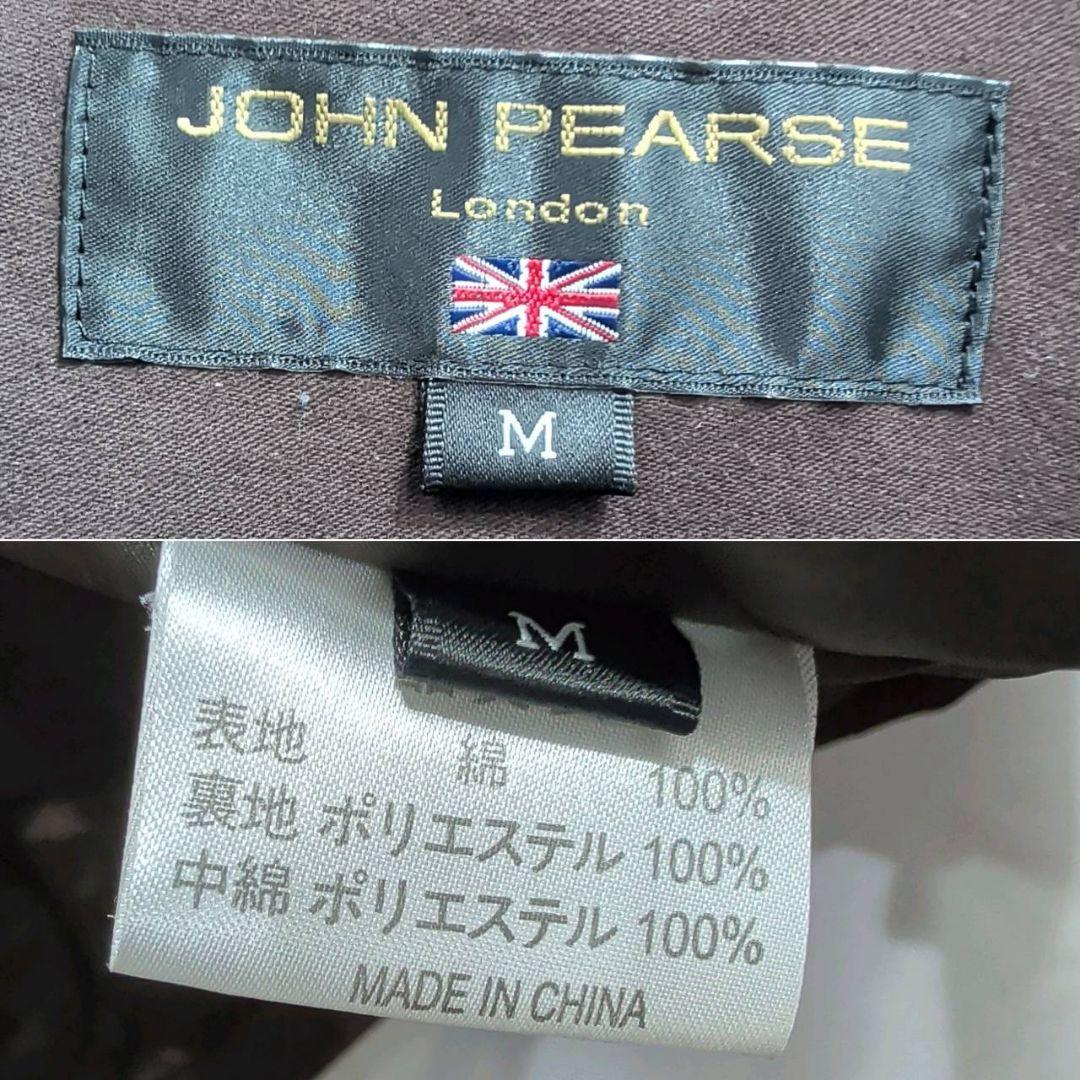 JOHN PEARSE
London
M
M
表地 綿 100%
裏地 ポリエステル 100%
中綿 ポリエステル 100%
MADE IN CHINA